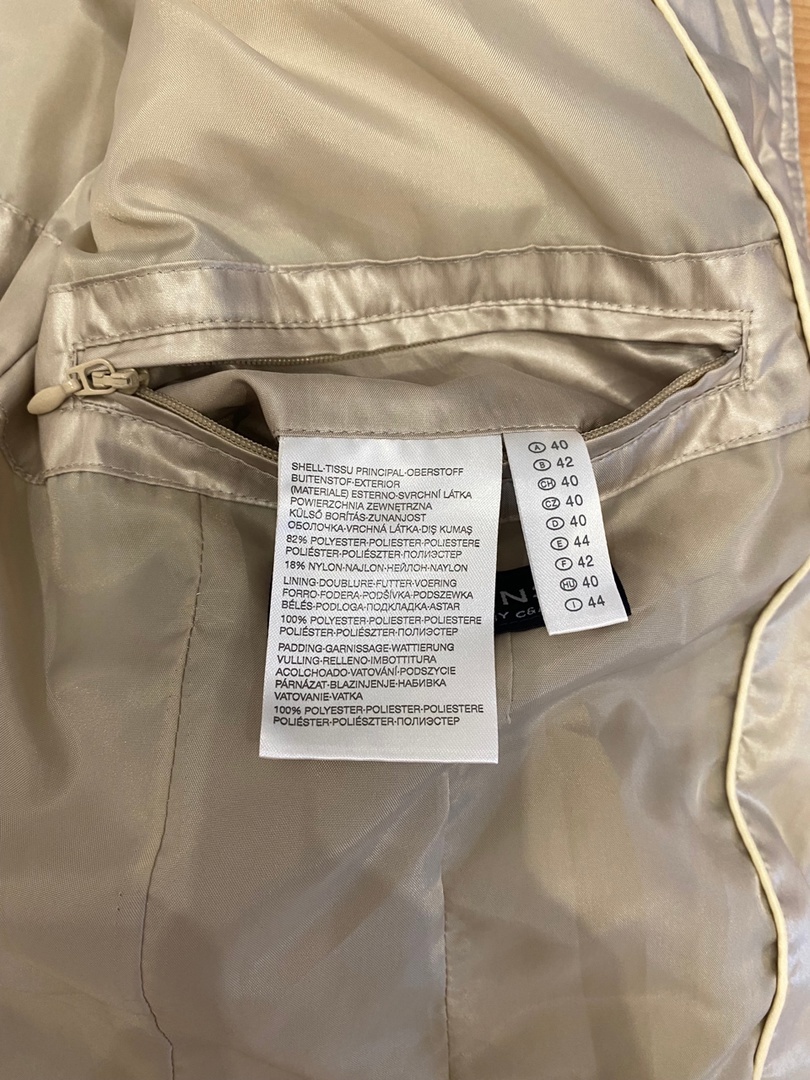 SHELL·TISSU PRINCIPAL·OBERSTOFF
BUITENSTOF·EXTERIOR
(MATERIALE) ESTERNO·SVRCHNÍ LÁTKA
POWIERZCHNIA ZEWNĘTRZNA
KÜLSŐ BORÍTÁS·ZUNANJOST
ОБОЛОЧКА·VRCHNÁ LÁTKA·DIŞ KUMAŞ
82% POLYESTER·POLIESTER·POLIESTERE
POLIÉSTER·POLIÉSZTER·ПОЛИЭСТЕР
18% NYLON·NAJLON·НЕЙЛОН·NAYLON
LINING·DOUBLURE·FUTTER·VOERING
FORRO·FODERA·PODŠÍVKA·PODSZEWKA
BÉLÉS·PODLOGA·ПОДКЛАДКА·ASTAR
100% POLYESTER·POLIESTER·POLIESTERE
POLIÉSTER·POLIÉSZTER·ПОЛИЭСТЕР
PADDING·GARNISSAGE·WATTIERUNG
VULLING·RELLENO·IMBOTTITURA
ACOLCHOADO·VATOVÁNÍ·PODSZYCIE
PÁRNÁZAT·BLAZINJENJE·НАБИВКА
VATOVANIE·VATKA
100% POLYESTER·POLIESTER·POLIESTERE
POLIÉSTER·POLIÉSZTER·ПОЛИЭСТЕР
A 40
B 42
CH 40
CZ 40
D 40
E 44
F 42
HU 40
I 44
BY C&A